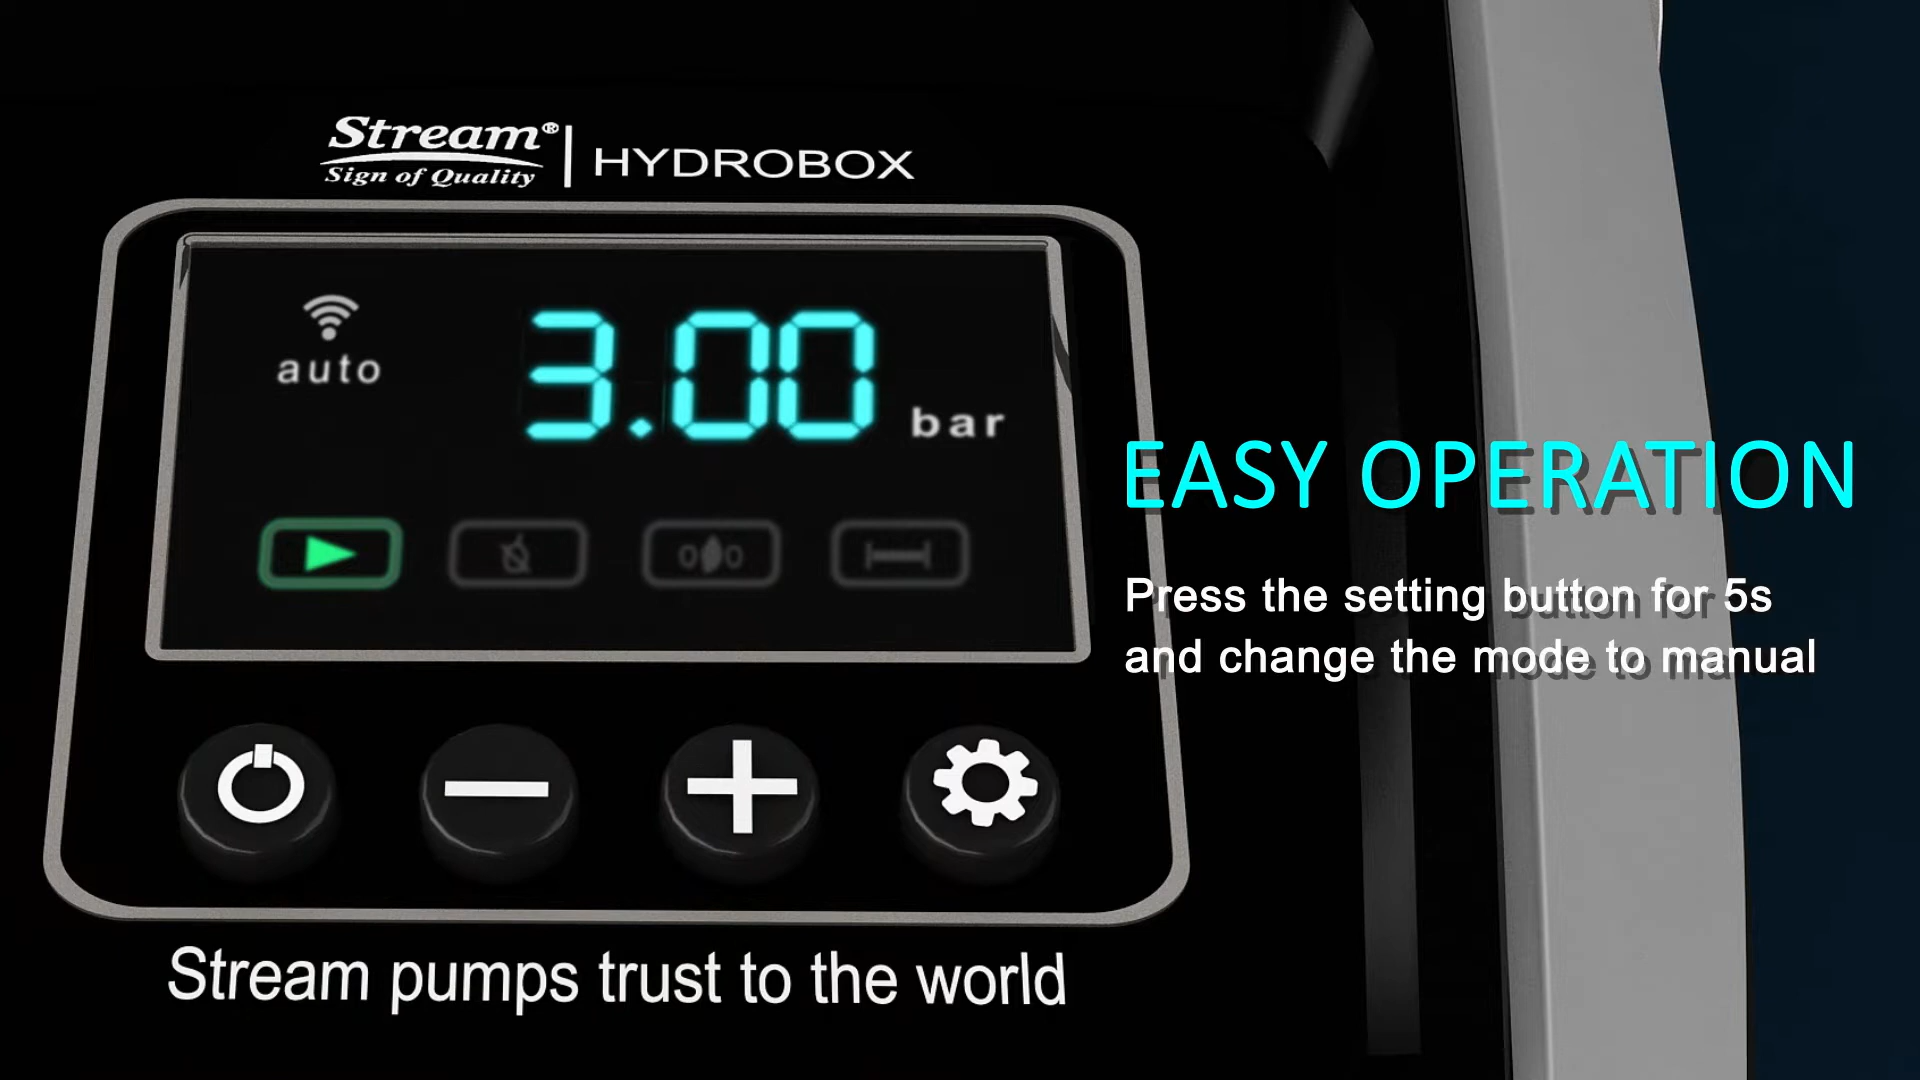 Stream®
Sign of Quality
HYDROBOX
auto
3.00
bar
EASY OPERATION
Press the setting button for 5s
and change the mode to manual
Stream pumps trust to the world